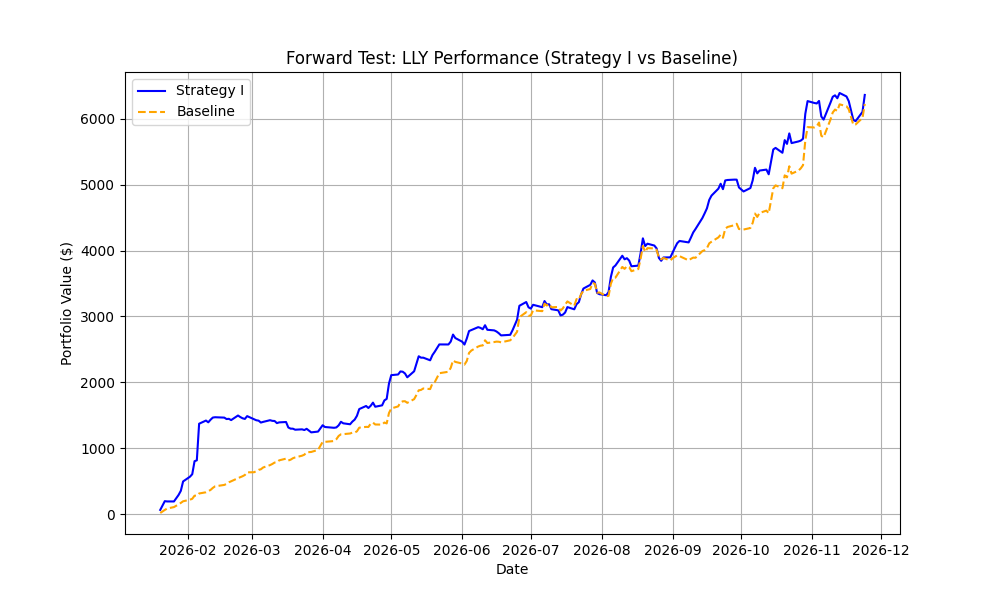 Forward Test: LLY Performance (Strategy I vs Baseline)
Strategy I
Baseline
Portfolio Value ($)
6000
5000
4000
3000
2000
1000
0
2026-02 2026-03 2026-04 2026-05 2026-06 2026-07 2026-08 2026-09 2026-10 2026-11 2026-12
Date